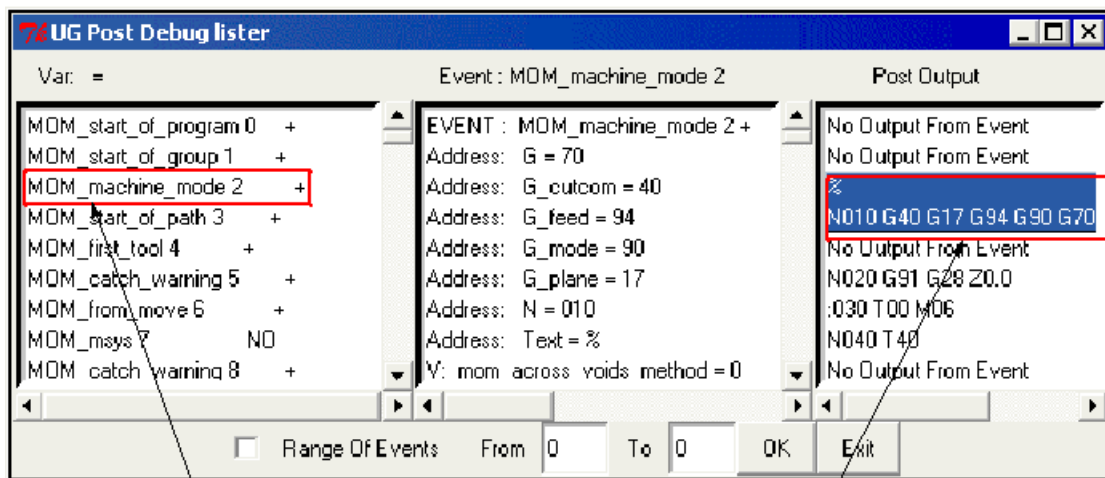 UG Post Debug lister
Var: =
Event : MOM_machine_mode 2
Post Output
MOM_start_of_program 0 +
MOM_start_of_group 1 +
MOM_machine_mode 2 +
MOM_start_of_path 3 +
MOM_first_tool 4 +
MOM_catch_warning 5 +
MOM_from_move 6 +
MOM_msys 7 NO
MOM_catch_warning 8 +
EVENT : MOM_machine_mode 2 +
Address: G = 70
Address: G_cutcom = 40
Address: G_feed = 94
Address: G_mode = 90
Address: G_plane = 17
Address: N = 010
Address: Text = %
V: mom_across_voids_method = 0
No Output From Event
No Output From Event
%
N010 G40 G17 G94 G90 G70
No Output From Event
N020 G91 G28 Z0.0
:030 T00 M06
N040 T40
No Output From Event
Range Of Events From 0 To 0 OK Exit